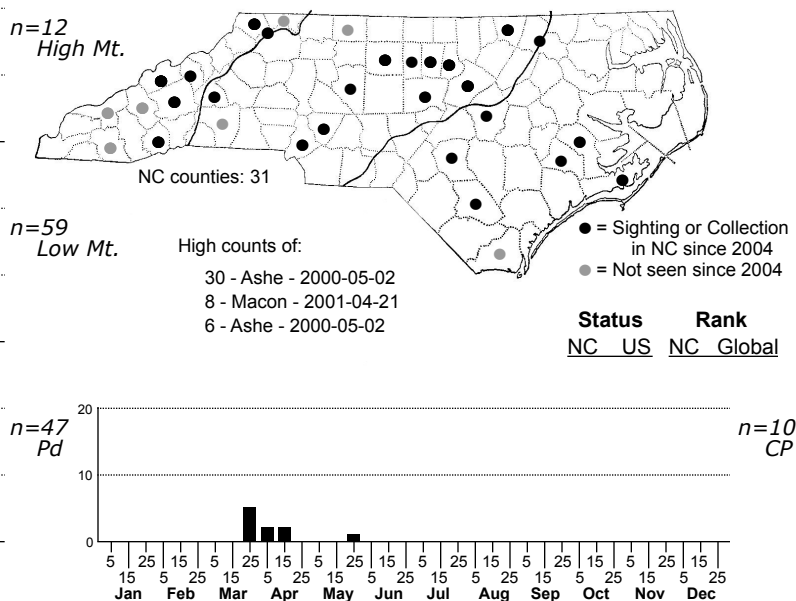 n=12
High Mt.
NC counties: 31
n=59
Low Mt.
High counts of:
30 - Ashe - 2000-05-02
8 - Macon - 2001-04-21
6 - Ashe - 2000-05-02
● = Sighting or Collection
in NC since 2004
● = Not seen since 2004
Status Rank
NC US NC Global
n=47
Pd
n=10
CP
20
10
0
5 25 15 5 25 15 5 25 15 5 25 15 5 25 15 5 25 15
15 5 25 15 5 25 15 5 25 15 5 25 15 5 25 15 5 25
Jan Feb Mar Apr May Jun Jul Aug Sep Oct Nov Dec